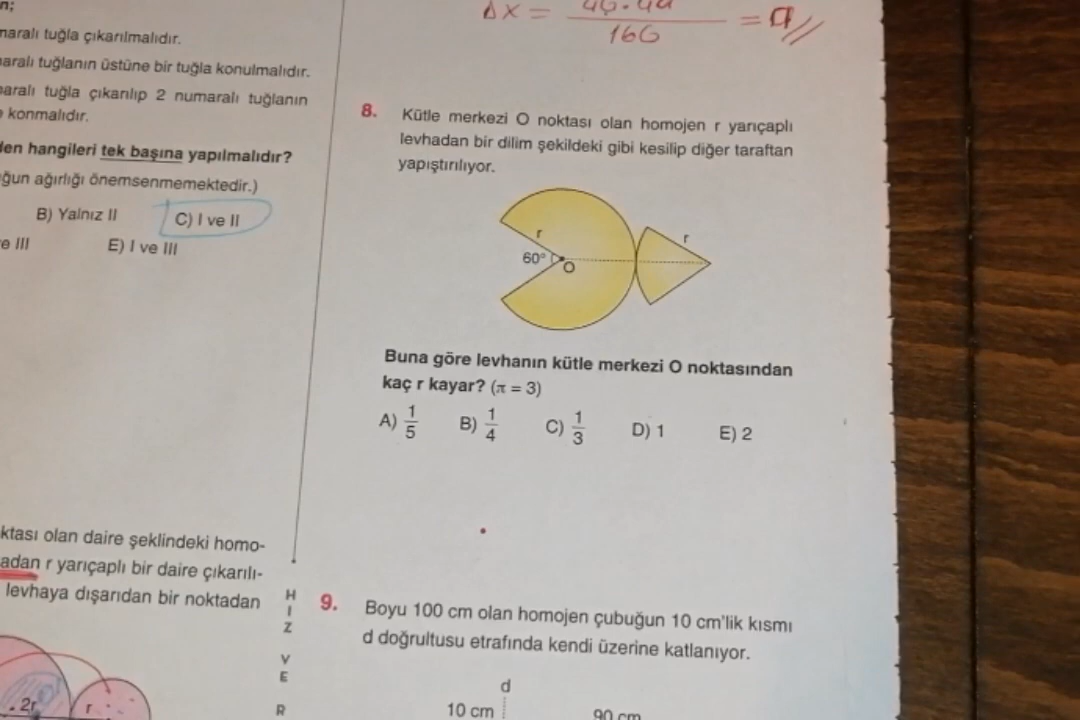 n;
naralı tuğla çıkarılmalıdır.
aralı tuğlanın üstüne bir tuğla konulmalıdır.
aralı tuğla çıkarılıp 2 numaralı tuğlanın
konmalıdır.
den hangileri tek başına yapılmalıdır?
ğun ağırlığı önemsenmemektedir.)
B) Yalnız II C) I ve II
e III E) I ve III
ktası olan daire şeklindeki homo-
adan r yarıçaplı bir daire çıkarılı-
levhaya dışarıdan bir noktadan
2r r
H
I
Z
V
E
R
Δx = =
166
8. Kütle merkezi O noktası olan homojen r yarıçaplı
levhadan bir dilim şekildeki gibi kesilip diğer taraftan
yapıştırılıyor.
r r
60° O
Buna göre levhanın kütle merkezi O noktasından
kaç r kayar? (π = 3)
A) 1/5 B) 1/4 C) 1/3 D) 1 E) 2
9. Boyu 100 cm olan homojen çubuğun 10 cm'lik kısmı
d doğrultusu etrafında kendi üzerine katlanıyor.
d
10 cm 90 cm